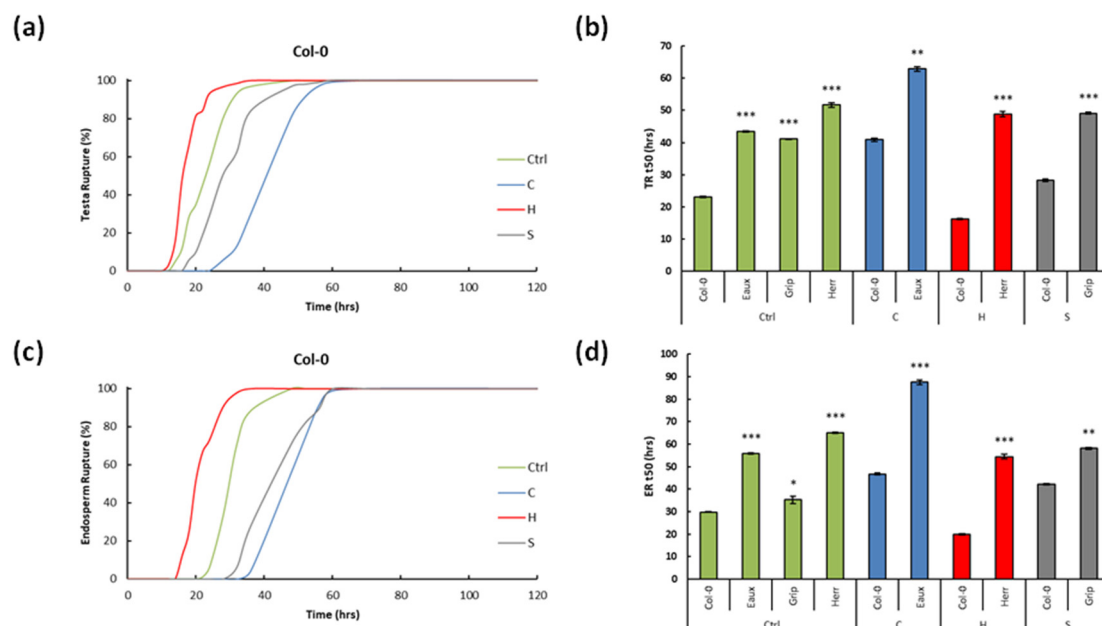 (a)
Col-0
Testa Rupture (%)
100
80
60
40
20
0
0 20 40 60 80 100 120
Time (hrs)
Ctrl
C
H
S
(b)
TR t50 (hrs)
70
60
50
40
30
20
10
0
*** *** *** ** *** ***
Col-0 Eaux Grip Herr Col-0 Eaux Col-0 Herr Col-0 Grip
Ctrl C H S
(c)
Col-0
Endosperm Rupture (%)
100
80
60
40
20
0
0 20 40 60 80 100 120
Time (hrs)
Ctrl
C
H
S
(d)
ER t50 (hrs)
100
90
80
70
60
50
40
30
20
10
0
*** * *** *** *** **
Col-0 Eaux Grip Herr Col-0 Eaux Col-0 Herr Col-0 Grip
Ctrl C H S